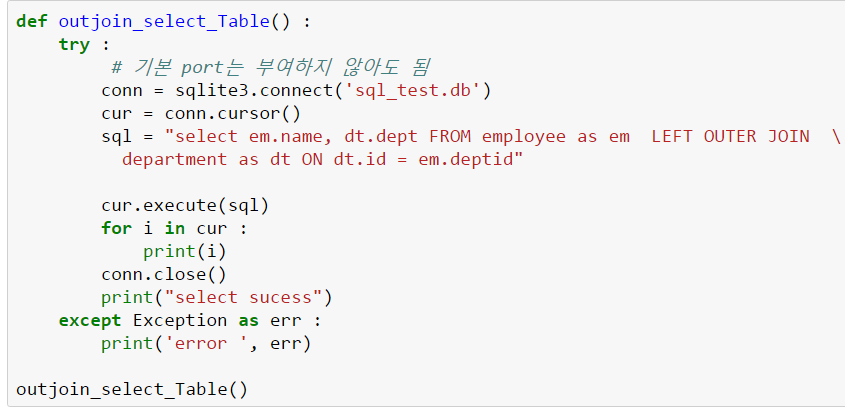 def outjoin_select_Table() :
    try :
         # 기본 port는 부여하지 않아도 됨
        conn = sqlite3.connect('sql_test.db')
        cur = conn.cursor()
        sql = "select em.name, dt.dept FROM employee as em  LEFT OUTER JOIN  \
          department as dt ON dt.id = em.deptid"

        cur.execute(sql)
        for i in cur :
            print(i)
        conn.close()
        print("select sucess")
    except Exception as err :
        print('error ', err)

outjoin_select_Table()